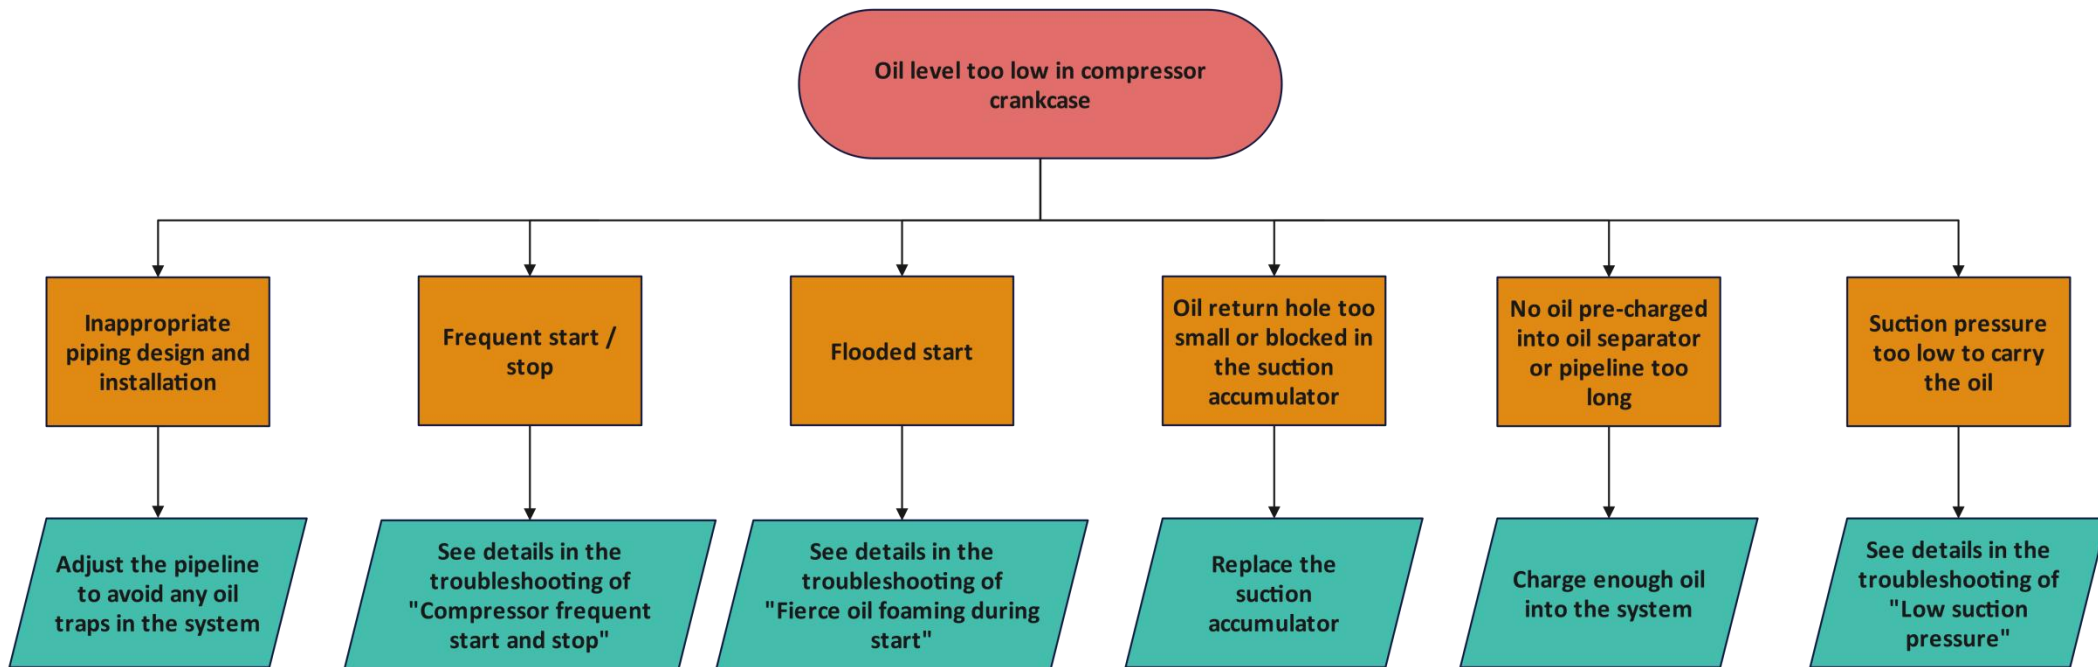 Oil level too low in compressor
crankcase
Inappropriate
piping design and
installation
Frequent start /
stop
Flooded start
Oil return hole too
small or blocked in
the suction
accumulator
No oil pre-charged
into oil separator
or pipeline too
long
Suction pressure
too low to carry
the oil
Adjust the pipeline
to avoid any oil
traps in the system
See details in the
troubleshooting of
"Compressor frequent
start and stop"
See details in the
troubleshooting of
"Fierce oil foaming during
start"
Replace the
suction
accumulator
Charge enough oil
into the system
See details in the
troubleshooting of
"Low suction
pressure"